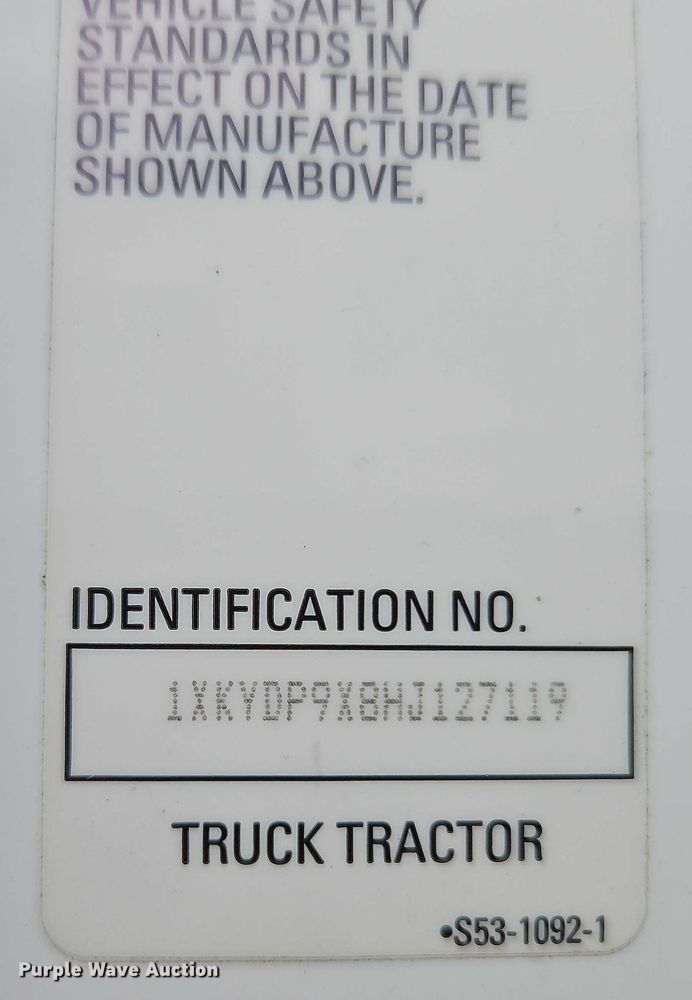 VEHICLE SAFETY
STANDARDS IN
EFFECT ON THE DATE
OF MANUFACTURE
SHOWN ABOVE.
IDENTIFICATION NO.
1XKYDP9X8HJ127119
TRUCK TRACTOR
•S53-1092-1
Purple Wave Auction